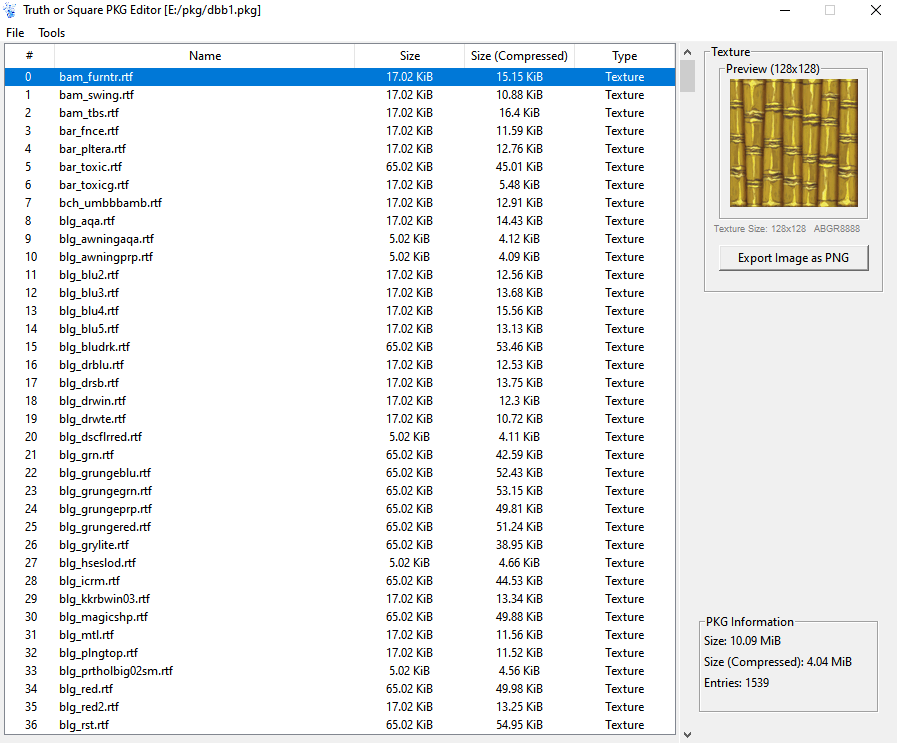 Truth or Square PKG Editor [E:/pkg/dbb1.pkg]
File Tools
# Name Size Size (Compressed) Type
0 bam_furntr.rtf 17.02 KiB 15.15 KiB Texture
1 bam_swing.rtf 17.02 KiB 10.88 KiB Texture
2 bam_tbs.rtf 17.02 KiB 16.4 KiB Texture
3 bar_fnce.rtf 17.02 KiB 11.59 KiB Texture
4 bar_pltera.rtf 17.02 KiB 12.76 KiB Texture
5 bar_toxic.rtf 65.02 KiB 45.01 KiB Texture
6 bar_toxicg.rtf 17.02 KiB 5.48 KiB Texture
7 bch_umbbbamb.rtf 17.02 KiB 12.91 KiB Texture
8 blg_aqa.rtf 17.02 KiB 14.43 KiB Texture
9 blg_awningaqa.rtf 5.02 KiB 4.12 KiB Texture
10 blg_awningprp.rtf 5.02 KiB 4.09 KiB Texture
11 blg_blu2.rtf 17.02 KiB 12.56 KiB Texture
12 blg_blu3.rtf 17.02 KiB 13.68 KiB Texture
13 blg_blu4.rtf 17.02 KiB 15.56 KiB Texture
14 blg_blu5.rtf 17.02 KiB 13.13 KiB Texture
15 blg_bludrk.rtf 65.02 KiB 53.46 KiB Texture
16 blg_drblu.rtf 17.02 KiB 12.53 KiB Texture
17 blg_drsb.rtf 17.02 KiB 13.75 KiB Texture
18 blg_drwin.rtf 17.02 KiB 12.3 KiB Texture
19 blg_drwte.rtf 17.02 KiB 10.72 KiB Texture
20 blg_dscflrred.rtf 5.02 KiB 4.11 KiB Texture
21 blg_grn.rtf 65.02 KiB 42.59 KiB Texture
22 blg_grungeblu.rtf 65.02 KiB 52.43 KiB Texture
23 blg_grungegrn.rtf 65.02 KiB 53.15 KiB Texture
24 blg_grungeprp.rtf 65.02 KiB 49.81 KiB Texture
25 blg_grungered.rtf 65.02 KiB 51.24 KiB Texture
26 blg_grylite.rtf 65.02 KiB 38.95 KiB Texture
27 blg_hseslod.rtf 5.02 KiB 4.66 KiB Texture
28 blg_icrm.rtf 65.02 KiB 44.53 KiB Texture
29 blg_kkrbwin03.rtf 17.02 KiB 13.34 KiB Texture
30 blg_magicshp.rtf 65.02 KiB 49.88 KiB Texture
31 blg_mtl.rtf 17.02 KiB 11.56 KiB Texture
32 blg_plngtop.rtf 17.02 KiB 11.52 KiB Texture
33 blg_prtholbig02sm.rtf 5.02 KiB 4.56 KiB Texture
34 blg_red.rtf 65.02 KiB 49.98 KiB Texture
35 blg_red2.rtf 17.02 KiB 13.25 KiB Texture
36 blg_rst.rtf 65.02 KiB 54.95 KiB Texture
Texture
Preview (128x128)
Texture Size: 128x128 ABGR8888
Export Image as PNG
PKG Information
Size: 10.09 MiB
Size (Compressed): 4.04 MiB
Entries: 1539